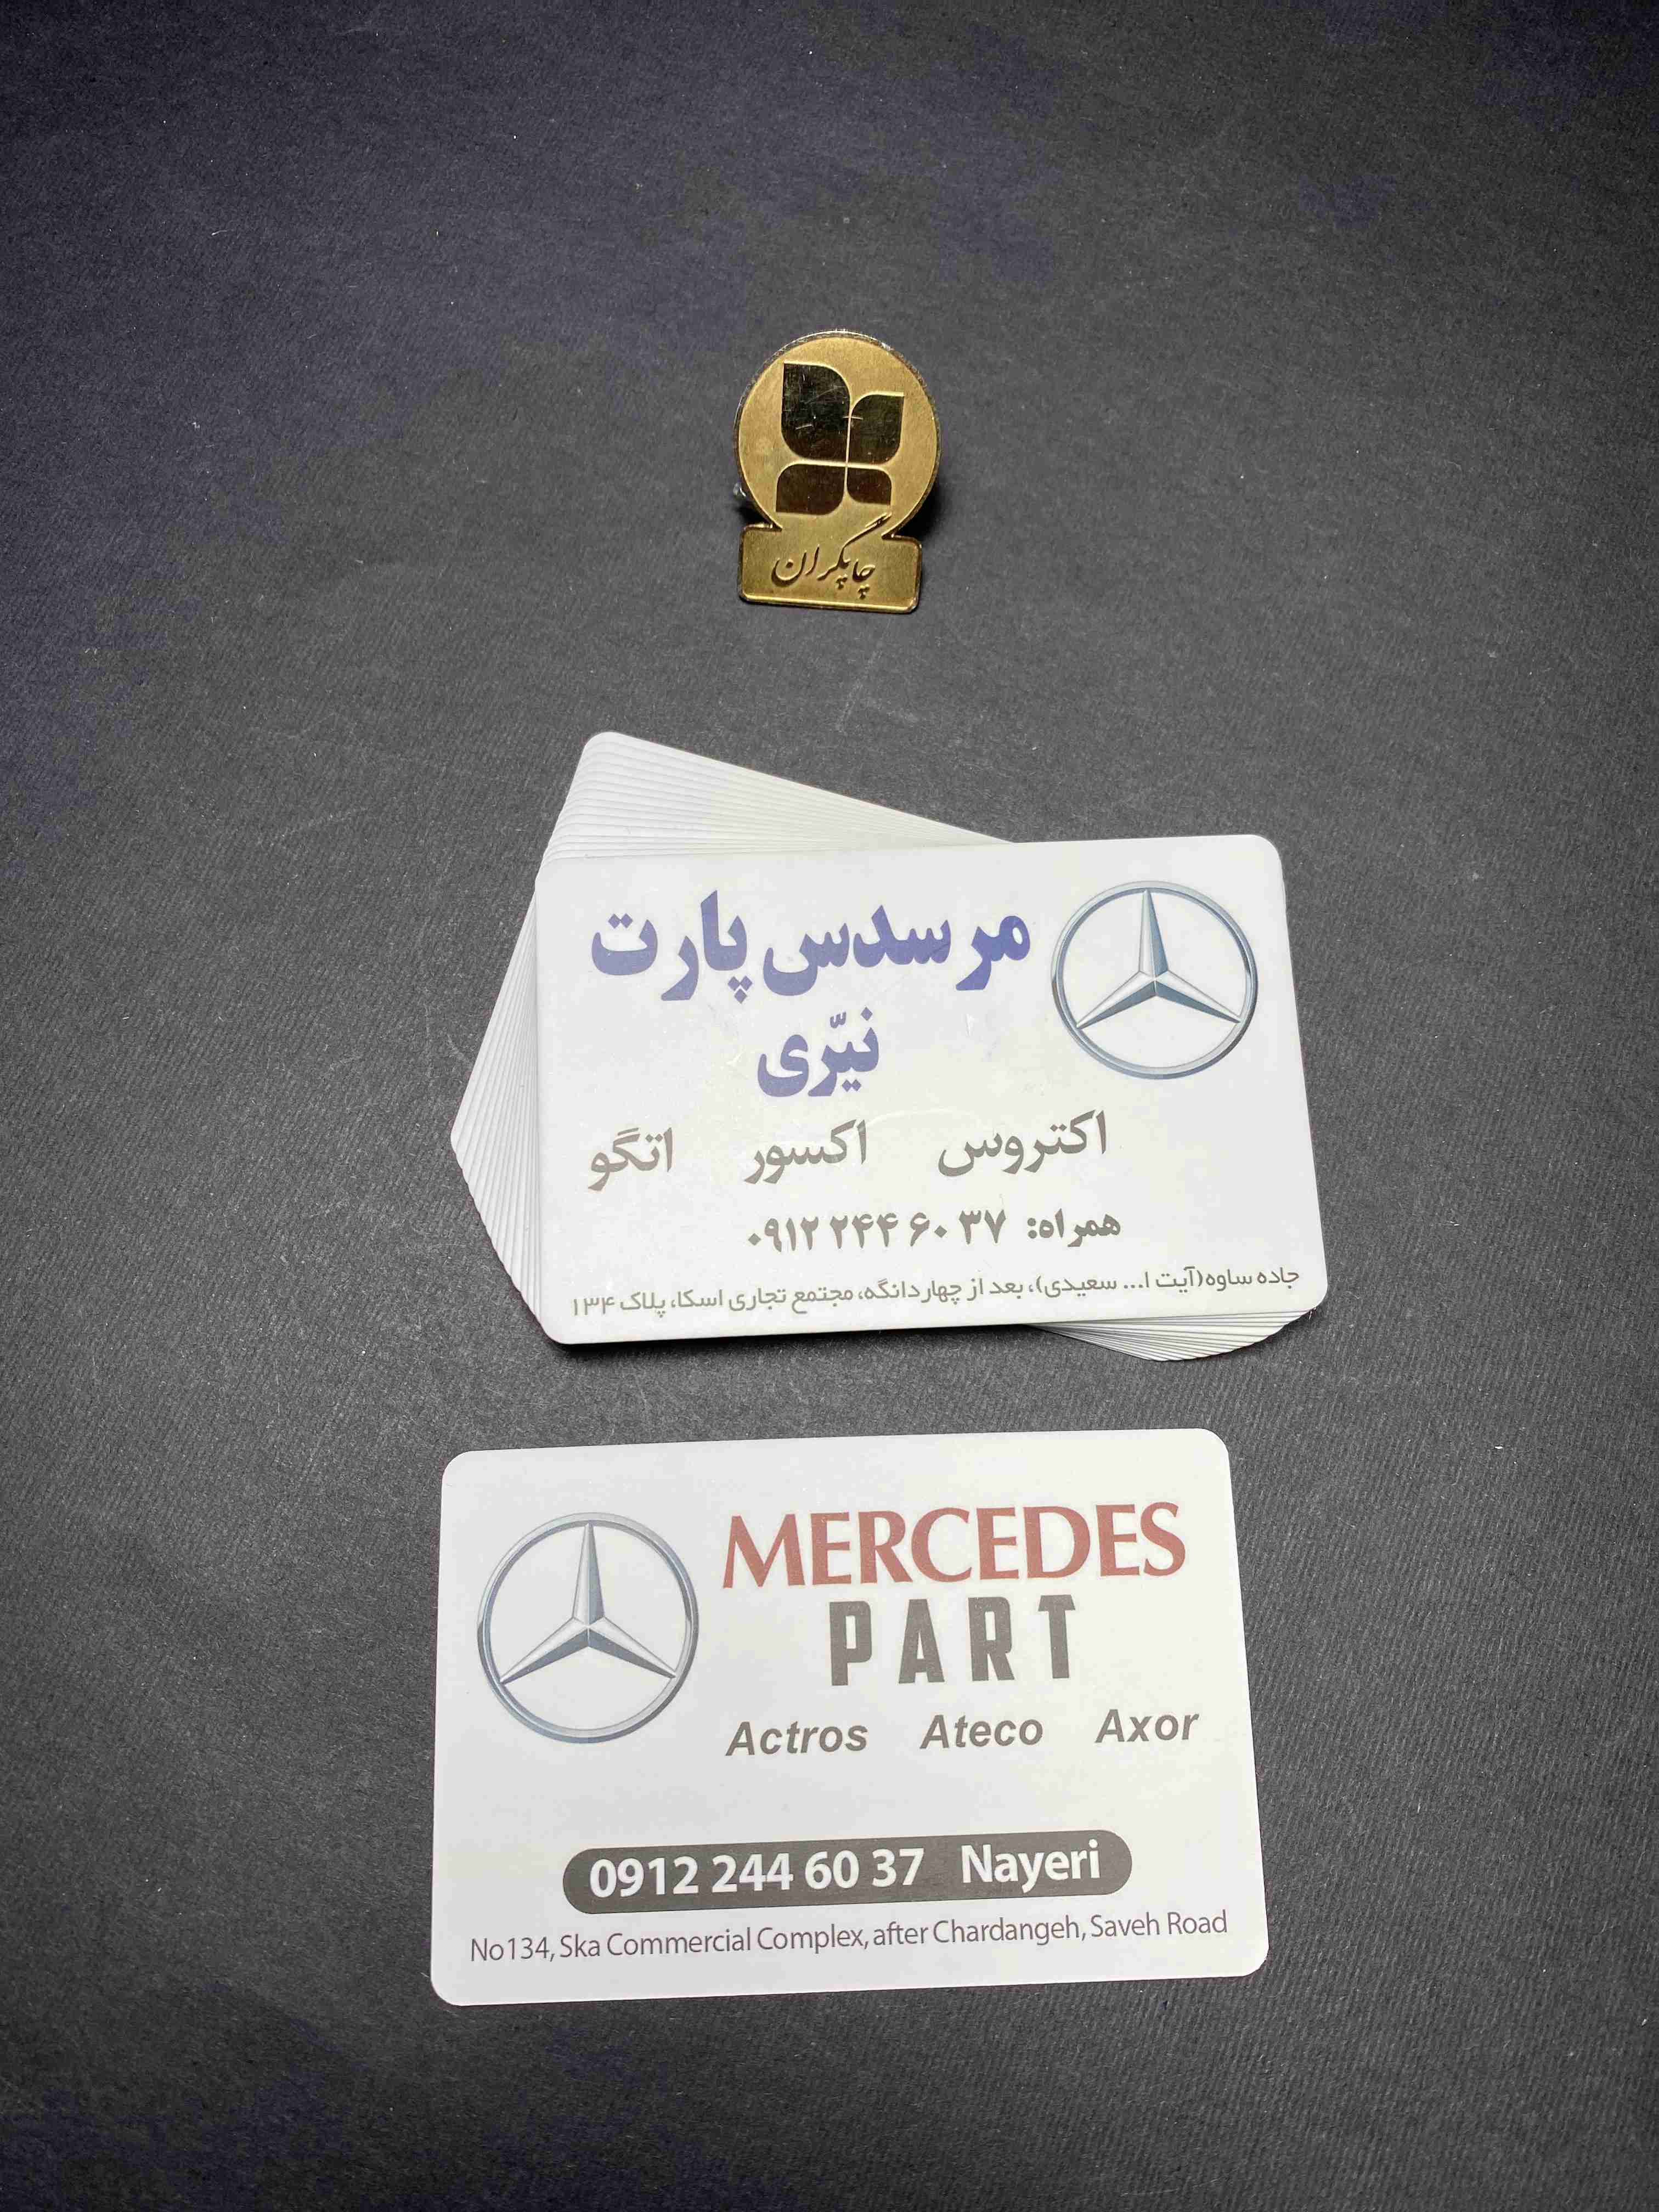 چاپگران
مرسدس پارت
نیّری
اکتروس اکسور اتگو
همراه: ۰۹۱۲ ۲۴۴ ۶۰ ۳۷
جاده ساوه(آیت ا... سعیدی)، بعد از چهاردانگه، مجتمع تجاری اسکا، پلاک ۱۳۴
MERCEDES
PART
Actros Ateco Axor
0912 244 60 37 Nayeri
No134, Ska Commercial Complex, after Chardangeh, Saveh Road